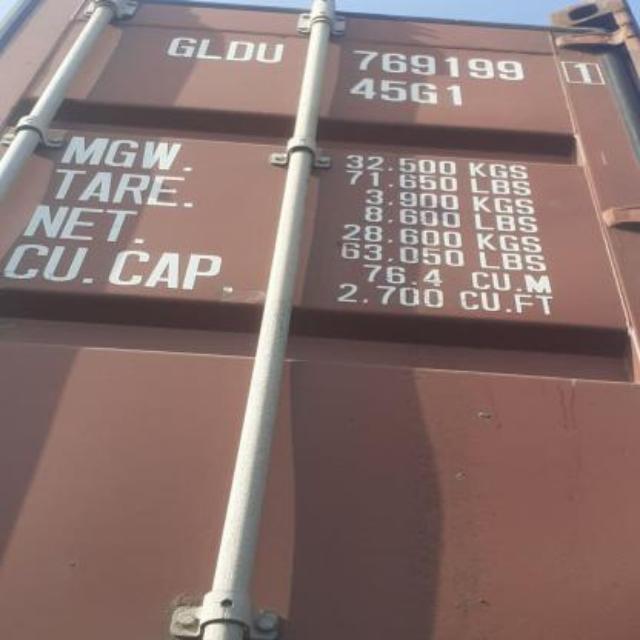 GLDU 769199 1
45G1
MGW. 32.500 KGS
71.650 LBS
TARE. 3.900 KGS
8.600 LBS
NET. 28.600 KGS
63,050 LBS
CU.CAP. 76.4 CU.M
2.700 CU.FT